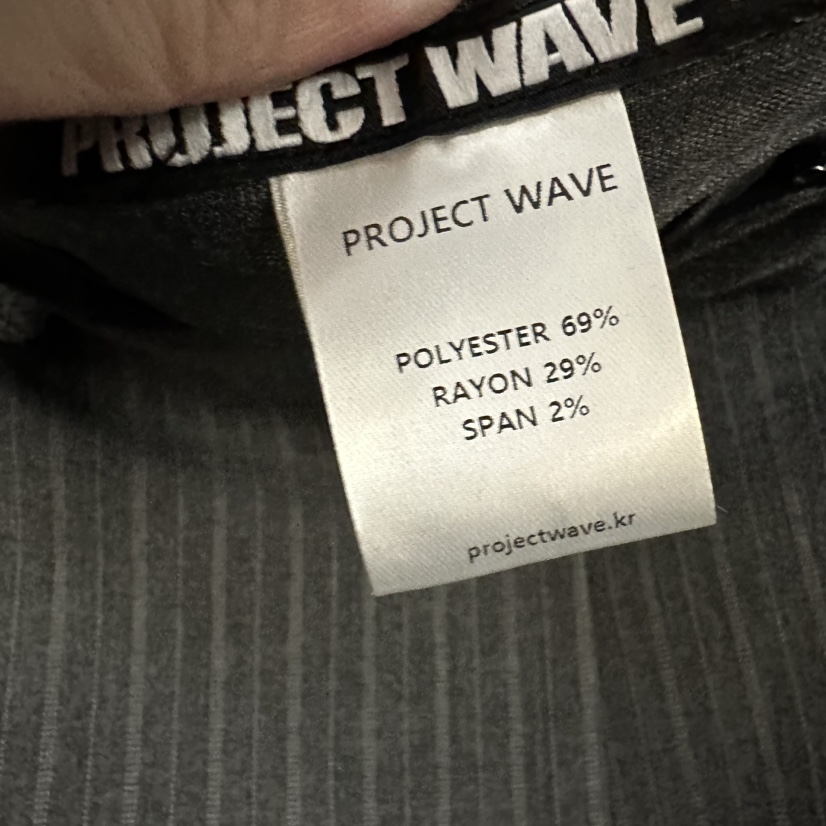 PROJECT WAVE
PROJECT WAVE
POLYESTER 69%
RAYON 29%
SPAN 2%
projectwave.kr